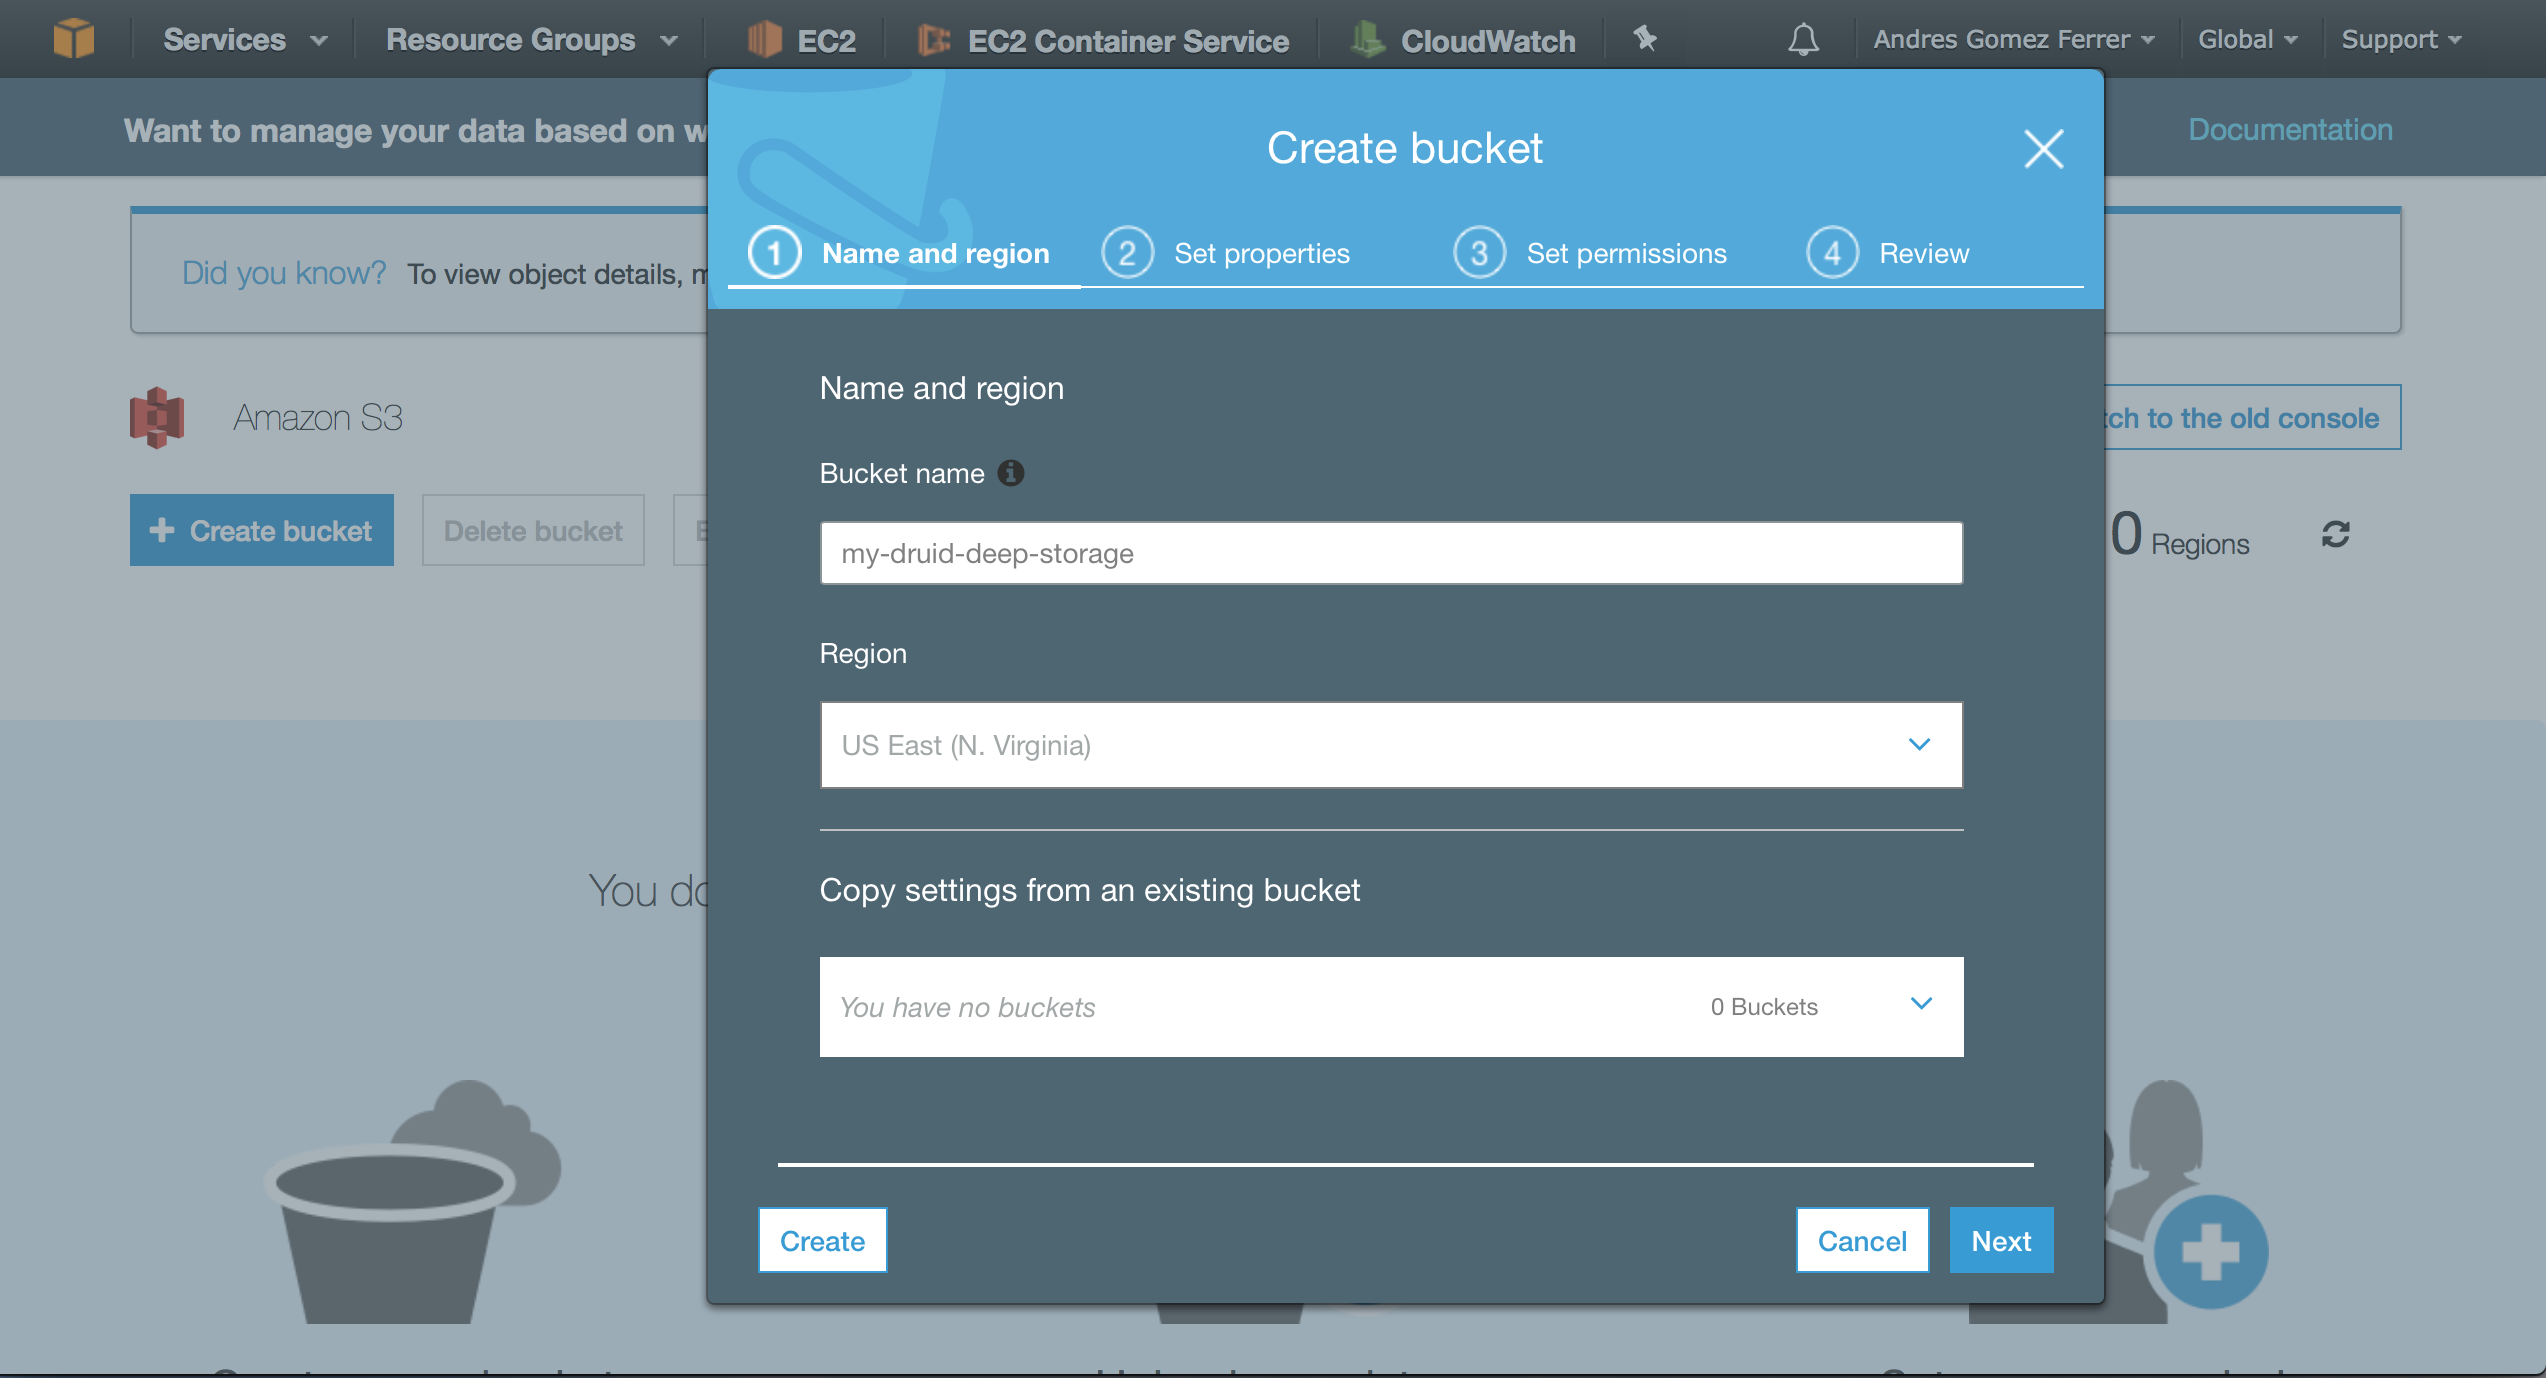 Services
Resource Groups
EC2
EC2 Container Service
CloudWatch
Andres Gomez Ferrer
Global
Support
Want to manage your data based on
Documentation
Create bucket
1 Name and region
2 Set properties
3 Set permissions
4 Review
Did you know? To view object details,
Amazon S3
to the old console
Create bucket
Delete bucket
0 Regions
Name and region
Bucket name
my-druid-deep-storage
Region
US East (N. Virginia)
You
Copy settings from an existing bucket
You have no buckets
0 Buckets
Create
Cancel
Next